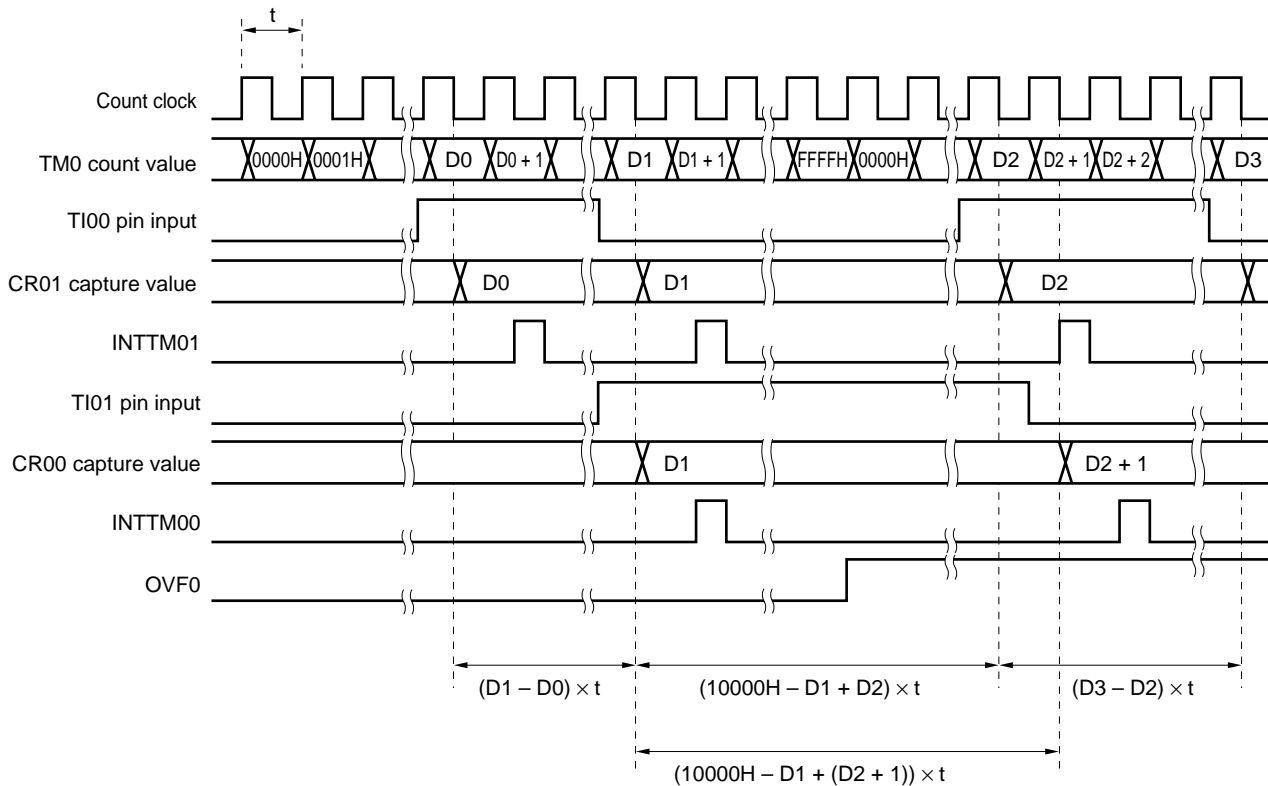 t
Count clock
TM0 count value 0000H 0001H D0 D0 + 1 D1 D1 + 1 FFFFH 0000H D2 D2 + 1 D2 + 2 D3
TI00 pin input
CR01 capture value D0 D1 D2
INTTM01
TI01 pin input
CR00 capture value D1 D2 + 1
INTTM00
OVF0
(D1 – D0) × t (10000H – D1 + D2) × t (D3 – D2) × t
(10000H – D1 + (D2 + 1)) × t